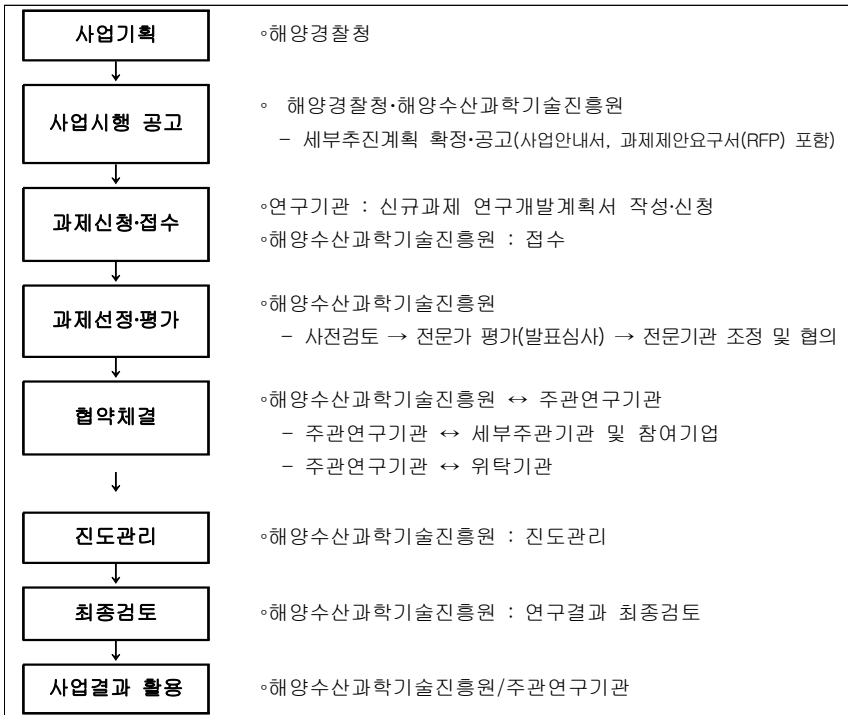 사업기획
◦해양경찰청
↓
사업시행 공고
◦ 해양경찰청·해양수산과학기술진흥원
- 세부추진계획 확정·공고(사업안내서, 과제제안요구서(RFP) 포함)
↓
과제신청·접수
◦연구기관 : 신규과제 연구개발계획서 작성·신청
◦해양수산과학기술진흥원 : 접수
↓
과제선정·평가
◦해양수산과학기술진흥원
- 사전검토 → 전문가 평가(발표심사) → 전문기관 조정 및 협의
↓
협약체결
◦해양수산과학기술진흥원 ↔ 주관연구기관
- 주관연구기관 ↔ 세부주관기관 및 참여기업
- 주관연구기관 ↔ 위탁기관
↓
진도관리
◦해양수산과학기술진흥원 : 진도관리
↓
최종검토
◦해양수산과학기술진흥원 : 연구결과 최종검토
↓
사업결과 활용
◦해양수산과학기술진흥원/주관연구기관